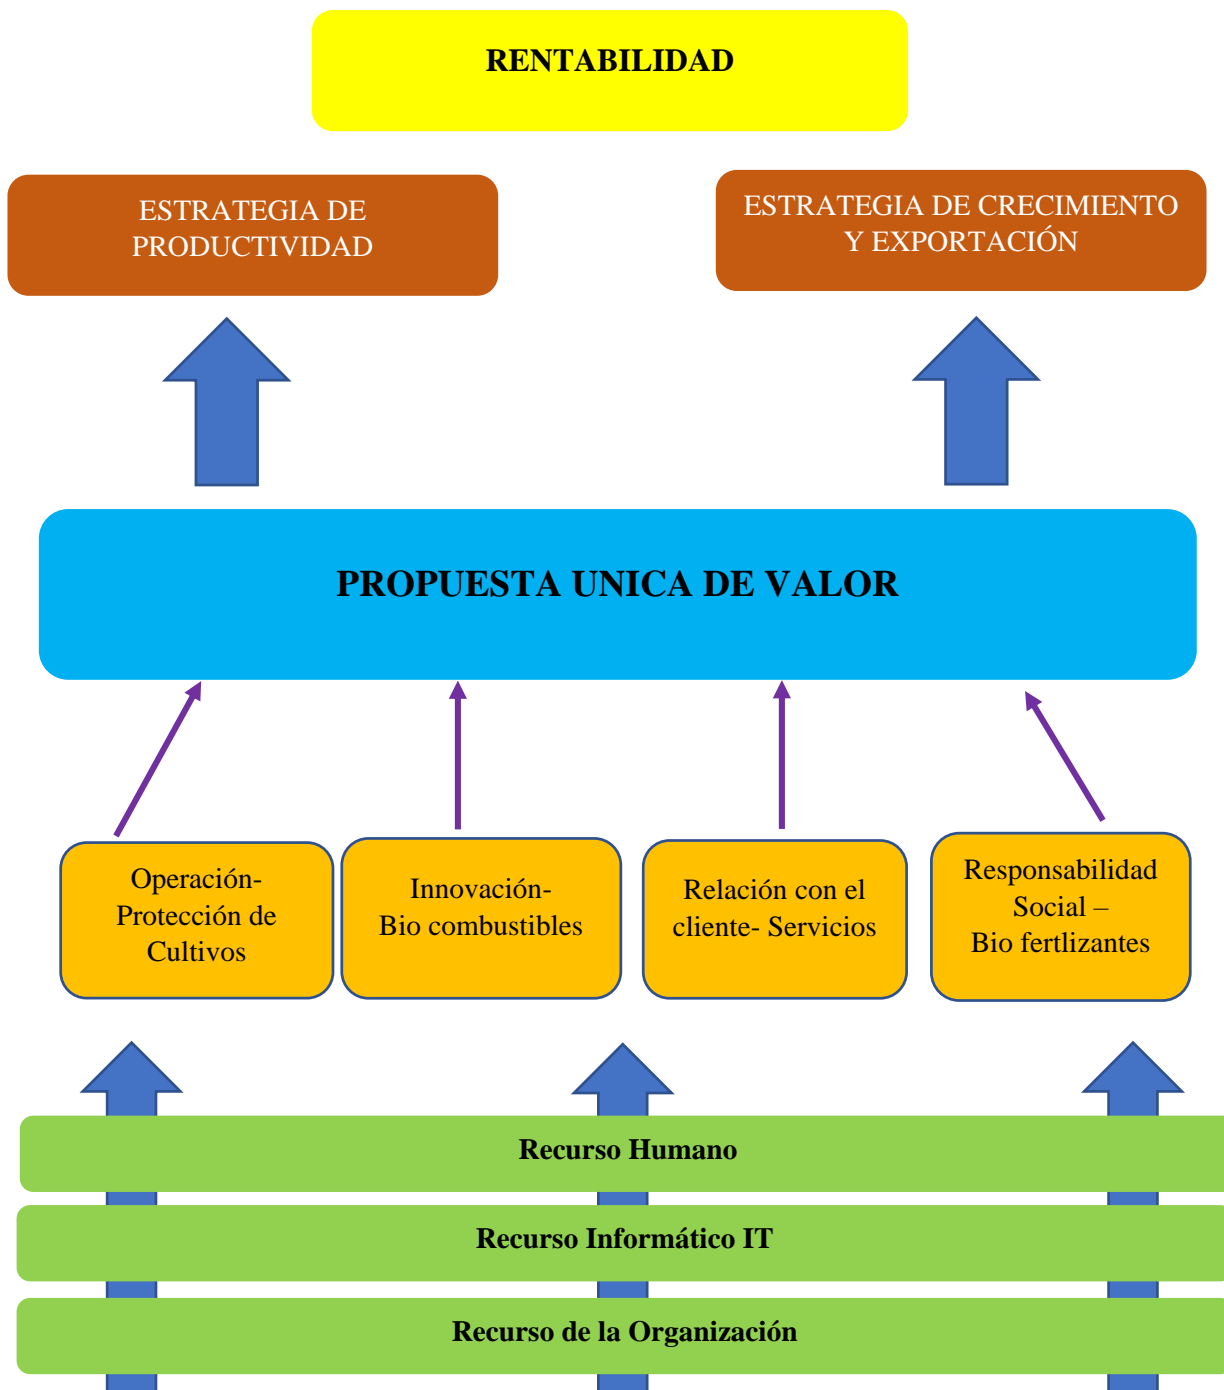 RENTABILIDAD
ESTRATEGIA DE
PRODUCTIVIDAD
ESTRATEGIA DE CRECIMIENTO
Y EXPORTACIÓN
PROPUESTA UNICA DE VALOR
Operación-
Protección de
Cultivos
Innovación-
Bio combustibles
Relación con el
cliente- Servicios
Responsabilidad
Social –
Bio fertlizantes
Recurso Humano
Recurso Informático IT
Recurso de la Organización